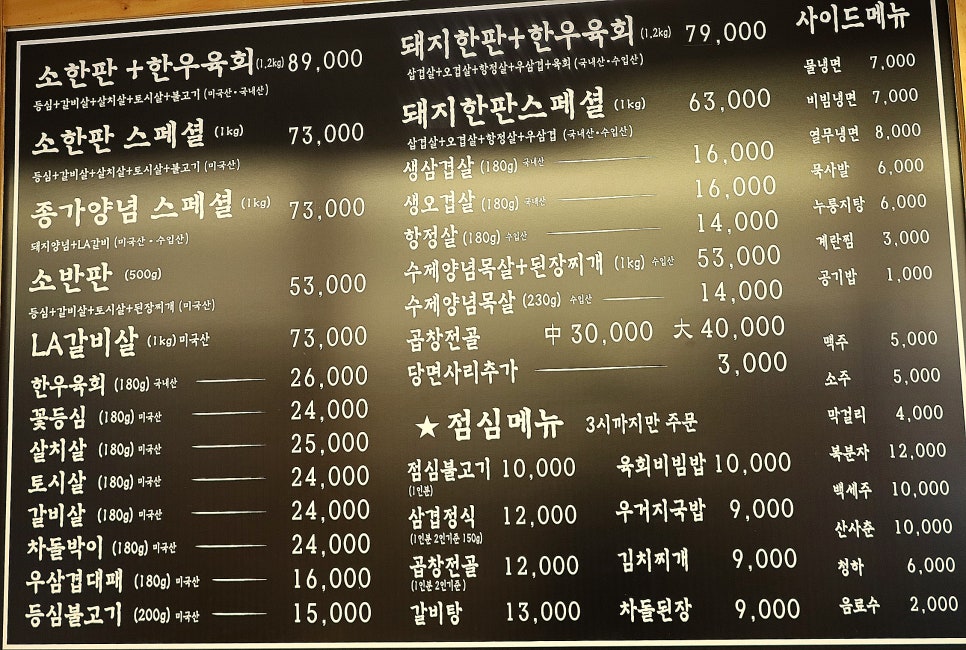 소한판 +한우육회(1.2kg) 89,000
등심+갈비살+살치살+토시살+불고기 (미국산·국내산)
소한판 스페셜 (1kg) 73,000
등심+갈비살+살치살+토시살+불고기 (미국산)
종가양념 스페셜 (1kg) 73,000
돼지양념+LA갈비 (미국산·수입산)
소반판 (500g) 53,000
등심+갈비살+토시살+된장찌개 (미국산)
LA갈비살 (1kg) 미국산 73,000
한우육회 (180g) 국내산 26,000
꽃등심 (180g) 미국산 24,000
살치살 (180g) 미국산 25,000
토시살 (180g) 미국산 24,000
갈비살 (180g) 미국산 24,000
차돌박이 (180g) 미국산 24,000
우삼겹대패 (180g) 미국산 16,000
등심불고기 (200g) 미국산 15,000
돼지한판+한우육회 (1.2kg) 79,000
삼겹살+오겹살+항정살+우삼겹+육회 (국내산·수입산)
돼지한판스페셜 (1kg) 63,000
삼겹살+오겹살+항정살+우삼겹 (국내산·수입산)
생삼겹살 (180g) 국내산 16,000
생오겹살 (180g) 국내산 16,000
항정살 (180g) 수입산 14,000
수제양념목살+된장찌개 (1kg) 수입산 53,000
수제양념목살 (230g) 수입산 14,000
곱창전골 中 30,000 大 40,000
당면사리추가 3,000
★ 점심메뉴 3시까지만 주문
점심불고기 10,000
(1인분)
삼겹정식 12,000
(1인분 2인기준 150g)
곱창전골 12,000
(1인분 2인기준)
갈비탕 13,000
육회비빔밥 10,000
우거지국밥 9,000
김치찌개 9,000
차돌된장 9,000
사이드메뉴
물냉면 7,000
비빔냉면 7,000
열무냉면 8,000
묵사발 6,000
누룽지탕 6,000
계란찜 3,000
공기밥 1,000
맥주 5,000
소주 5,000
막걸리 4,000
복분자 12,000
백세주 10,000
산사춘 10,000
청하 6,000
음료수 2,000